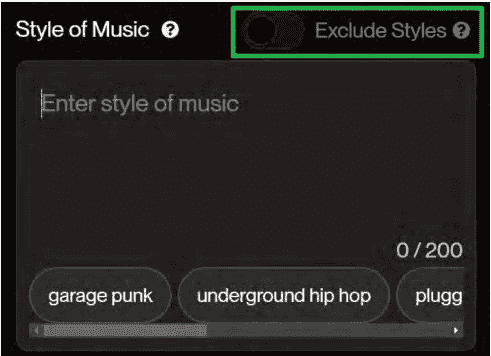 Style of Music ? Exclude Styles ?
Enter style of music
0 / 200
garage punk underground hip hop plugg